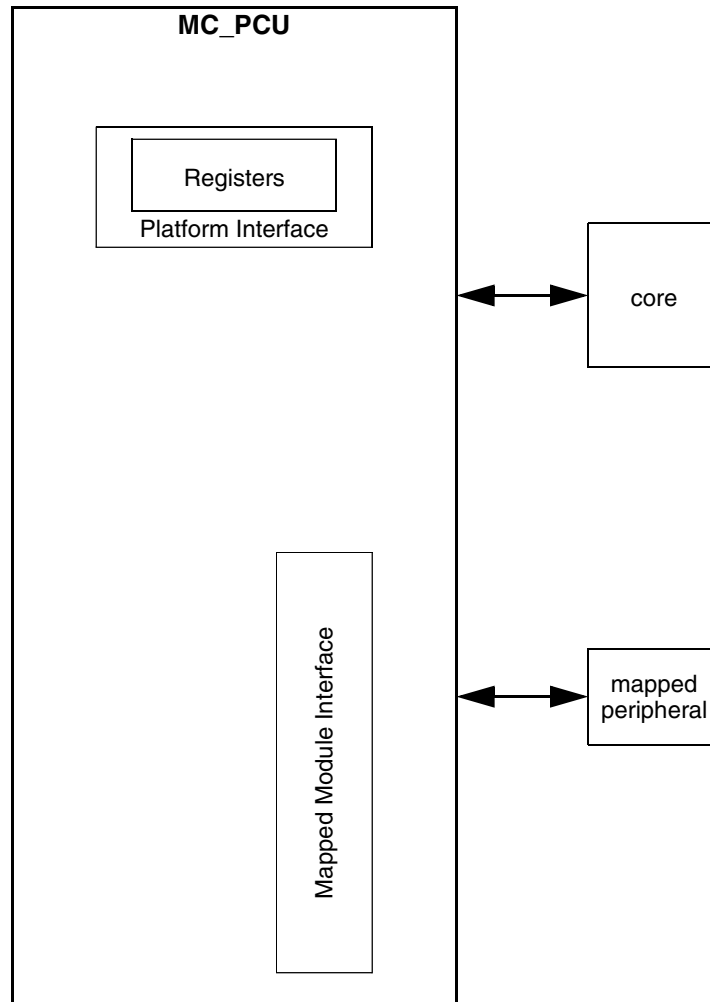 MC_PCU
Registers
Platform Interface
core
Mapped Module Interface
mapped
peripheral